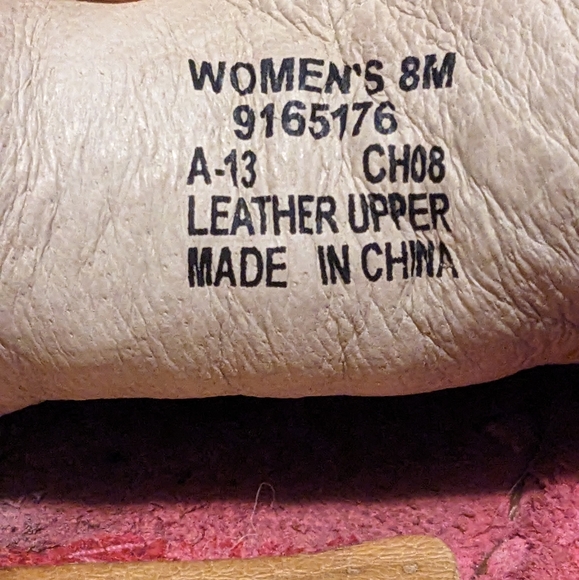 WOMEN'S 8M
9165176
A-13 CH08
LEATHER UPPER
MADE IN CHINA